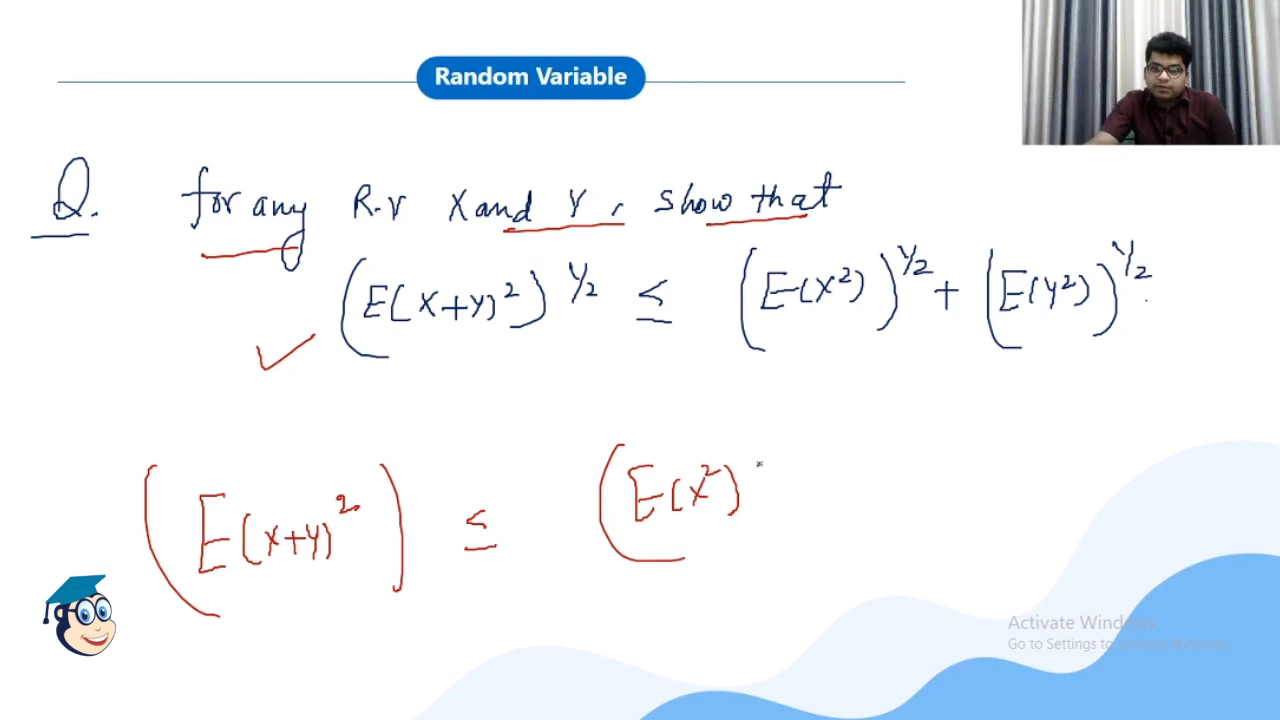 Random Variable
Q. for any R.V X and Y, show that
(E(X+Y)²)^{1/2} ≤ (E(X²))^{1/2} + (E(Y²))^{1/2}.
(E(X+Y)²) ≤ (E(X²)
Activate Windows
Go to Settings to Activate Windows.